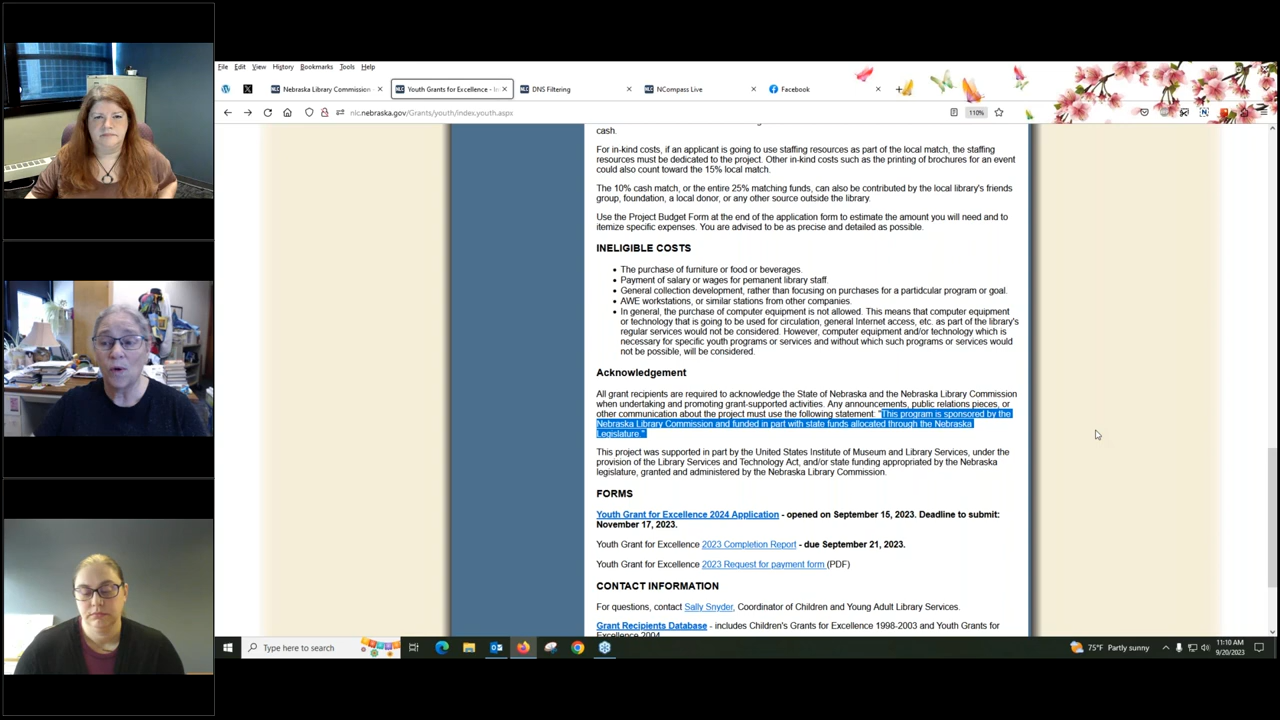 File Edit View History Bookmarks Tools Help
Nebraska Library Commission
Youth Grants for Excellence - In
DNS Filtering
NCompass Live
Facebook
nlc.nebraska.gov/Grants/youth/index.youth.aspx
110%
cash.
For in-kind costs, if an applicant is going to use staffing resources as part of the local match, the staffing
resources must be dedicated to the project. Other in-kind costs such as the printing of brochures for an event
could also count toward the 15% local match.
The 10% cash match, or the entire 25% matching funds, can also be contributed by the local library's friends
group, foundation, a local donor, or any other source outside the library.
Use the Project Budget Form at the end of the application form to estimate the amount you will need and to
itemize specific expenses. You are advised to be as precise and detailed as possible.
INELIGIBLE COSTS
The purchase of furniture or food or beverages.
Payment of salary or wages for pemanent library staff.
General collection development, rather than focusing on purchases for a partidcular program or goal.
AWE workstations, or similar stations from other companies.
In general, the purchase of computer equipment is not allowed. This means that computer equipment
or technology that is going to be used for circulation, general Internet access, etc. as part of the library's
regular services would not be considered. However, computer equipment and/or technology which is
necessary for specific youth programs or services and without which such programs or services would
not be possible, will be considered.
Acknowledgement
All grant recipients are required to acknowledge the State of Nebraska and the Nebraska Library Commission
when undertaking and promoting grant-supported activities. Any announcements, public relations pieces, or
other communication about the project must use the following statement: "This program is sponsored by the
Nebraska Library Commission and funded in part with state funds allocated through the Nebraska
Legislature."
This project was supported in part by the United States Institute of Museum and Library Services, under the
provision of the Library Services and Technology Act, and/or state funding appropriated by the Nebraska
legislature, granted and administered by the Nebraska Library Commission.
FORMS
Youth Grant for Excellence 2024 Application - opened on September 15, 2023. Deadline to submit:
November 17, 2023.
Youth Grant for Excellence 2023 Completion Report - due September 21, 2023.
Youth Grant for Excellence 2023 Request for payment form (PDF)
CONTACT INFORMATION
For questions, contact Sally Snyder, Coordinator of Children and Young Adult Library Services.
Grant Recipients Database - includes Children's Grants for Excellence 1998-2003 and Youth Grants for
Excellence 2004
Type here to search
75°F Partly sunny
11:10 AM
9/20/2023